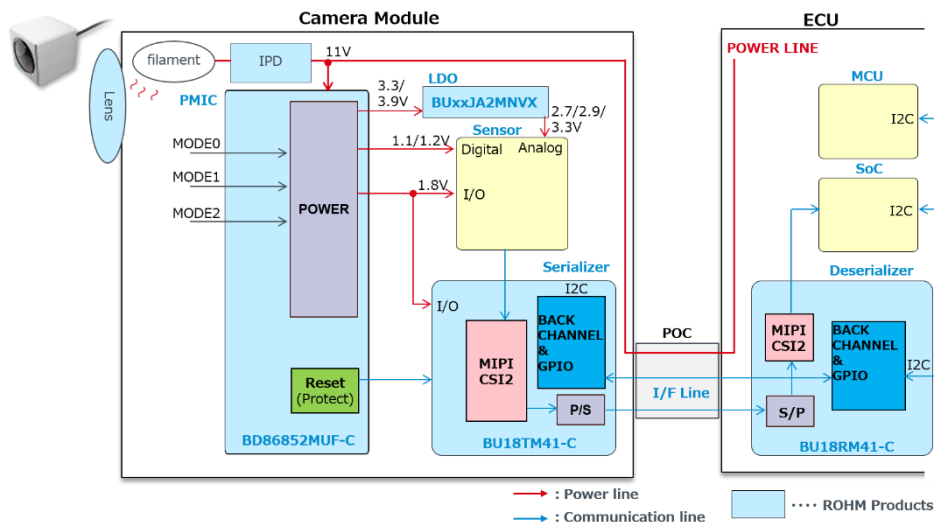 Camera Module
ECU
filament
IPD
11V
POWER LINE
Lens
PMIC
3.3/
3.9V
LDO
BUxxJA2MNVX
2.7/2.9/
3.3V
MCU
I2C
MODE0
MODE1
MODE2
POWER
1.1/1.2V
Sensor
Digital
Analog
1.8V
I/O
SoC
I2C
Serializer
I2C
I/O
MIPI
CSI2
BACK
CHANNEL
&
GPIO
P/S
BU18TM41-C
Reset
(Protect)
BD86852MUF-C
POC
I/F Line
Deserializer
MIPI
CSI2
BACK
CHANNEL
&
GPIO
I2C
S/P
BU18RM41-C
: Power line
: Communication line
···· ROHM Products